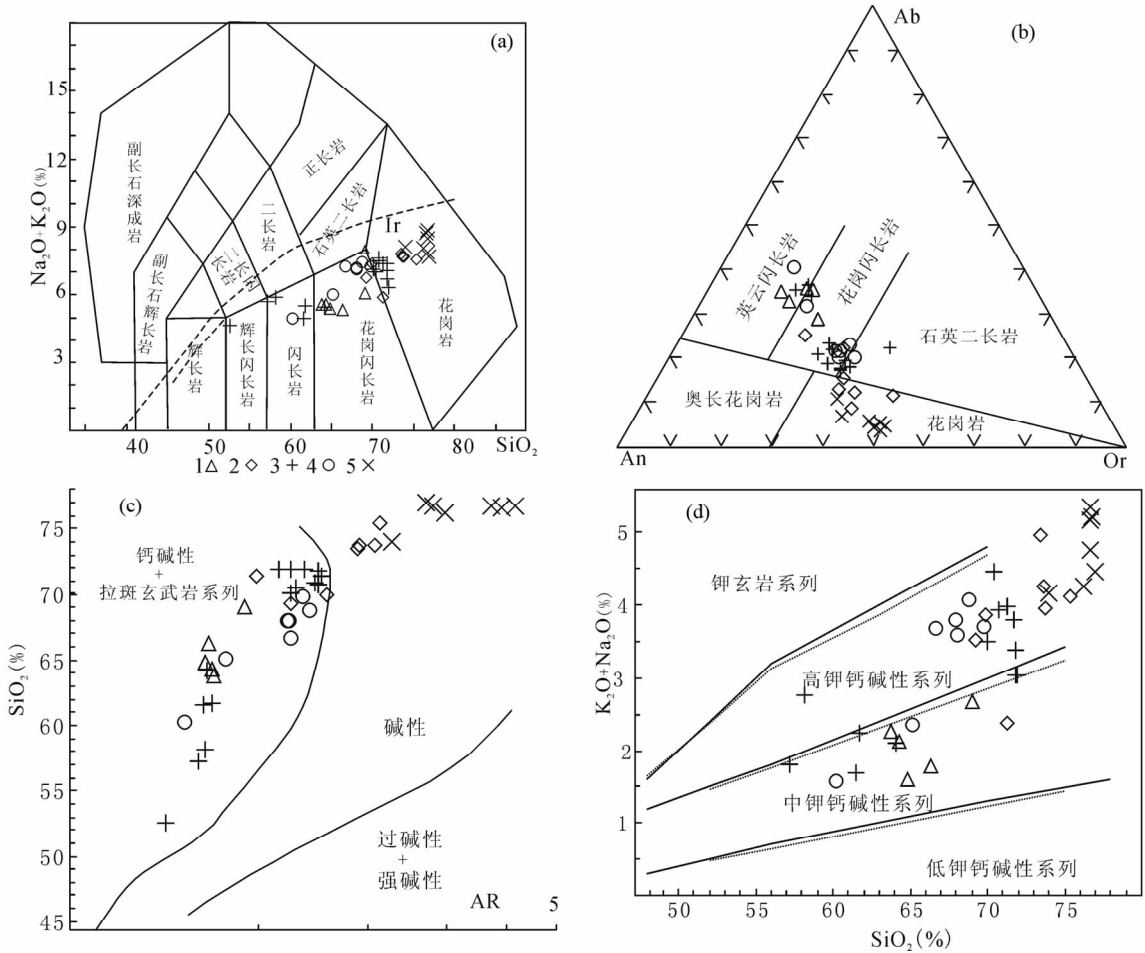 (a)
Na₂O+K₂O(%)
15
12
9
6
3
40
50
60
70
80
SiO₂
副长石深成岩
副长石辉长岩
辉长岩
二长闪长岩
辉长闪长岩
二长岩
闪长岩
正长岩
石英二长岩
Ir
花岗闪长岩
花岗岩
1△ 2◇ 3+ 4○ 5×
(b)
Ab
An
Or
英云闪长岩
花岗闪长岩
石英二长岩
奥长花岗岩
花岗岩
(c)
SiO₂(%)
75
70
65
60
55
50
45
钙碱性
+
拉斑玄武岩系列
碱性
过碱性
+
强碱性
AR
5
(d)
K₂O+Na₂O(%)
5
4
3
2
1
钾玄岩系列
高钾钙碱性系列
中钾钙碱性系列
低钾钙碱性系列
50
55
60
65
70
75
SiO₂(%)